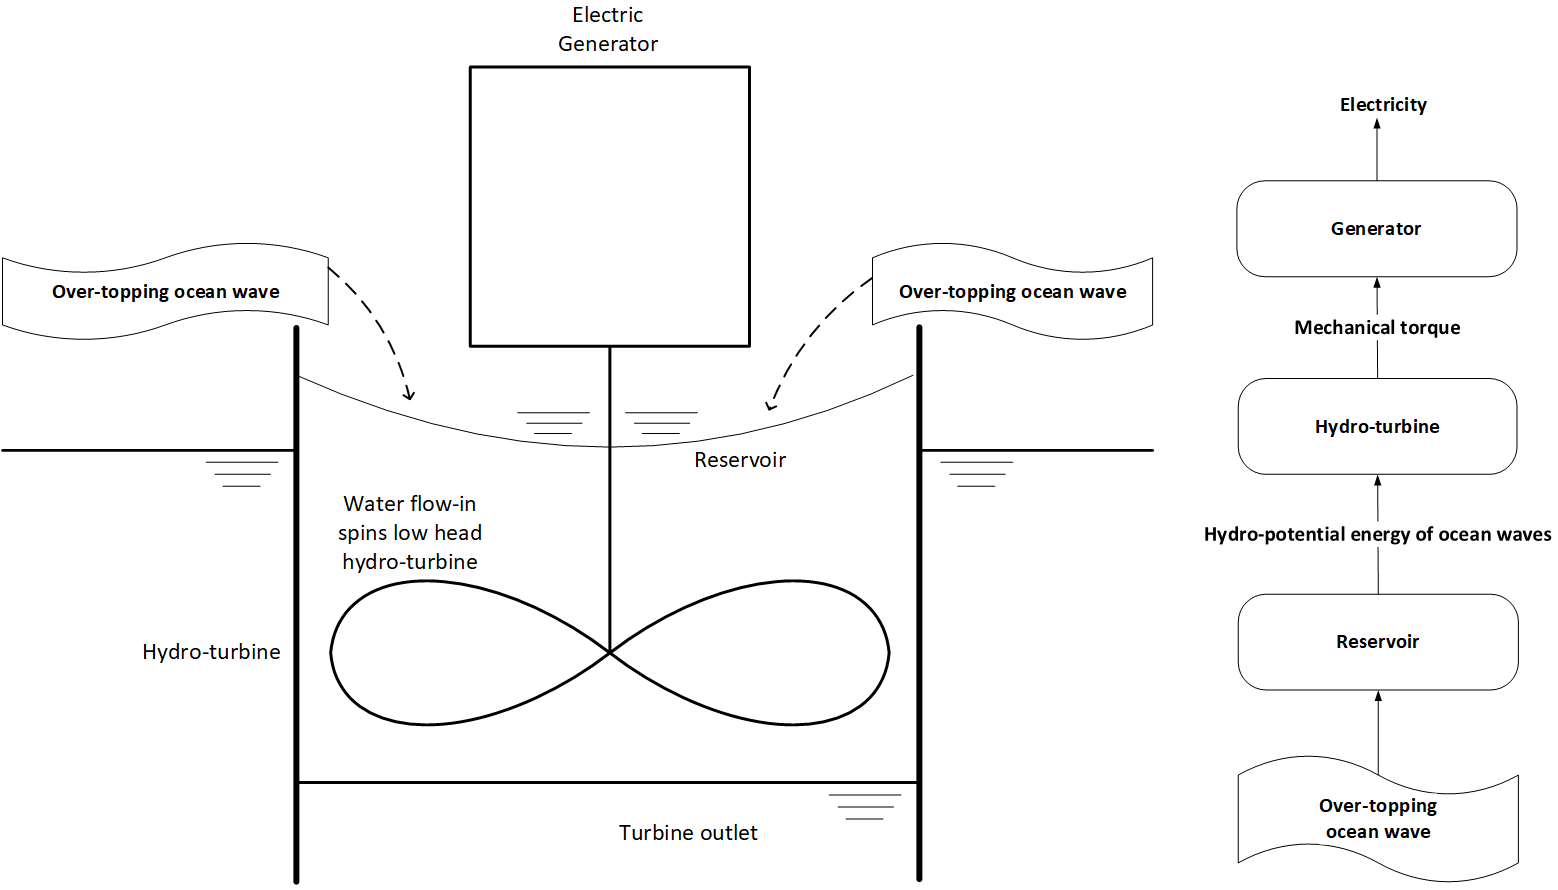 Electric
Generator
Over-topping ocean wave
Over-topping ocean wave
Reservoir
Water flow-in
spins low head
hydro-turbine
Hydro-turbine
Turbine outlet
Electricity
Generator
Mechanical torque
Hydro-turbine
Hydro-potential energy of ocean waves
Reservoir
Over-topping
ocean wave